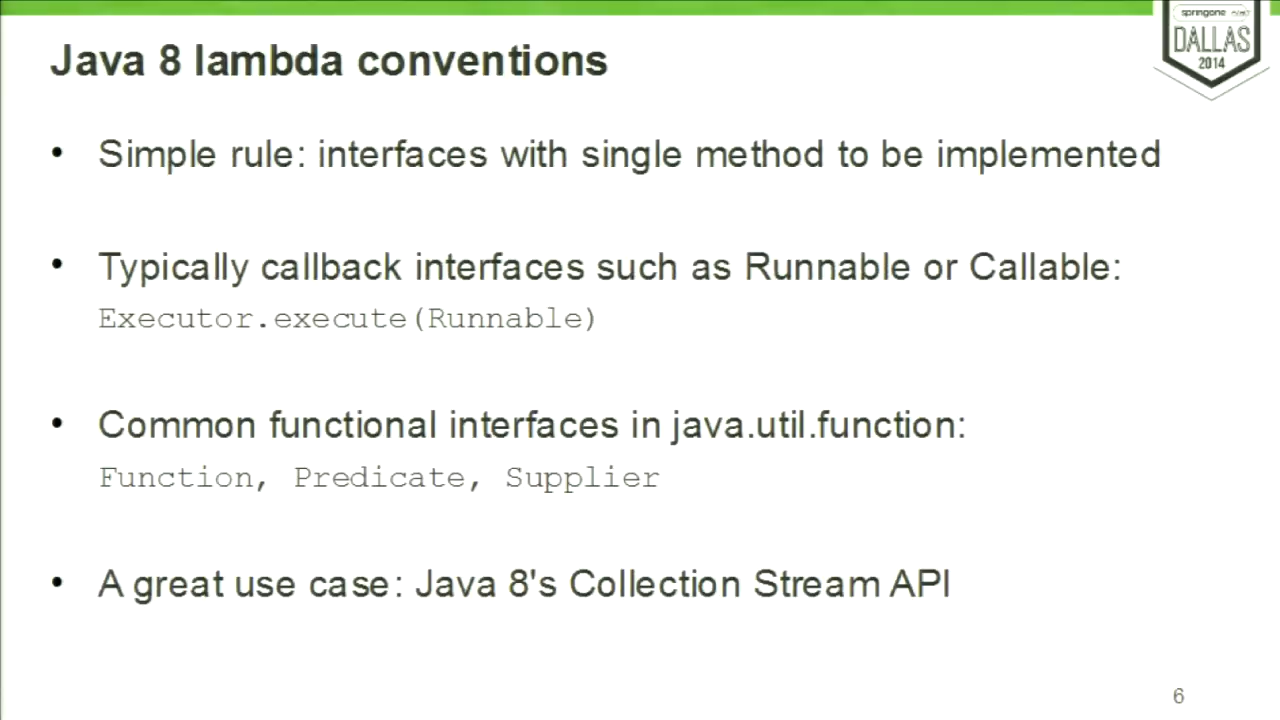 Java 8 lambda conventions
springone
DALLAS
2014
• Simple rule: interfaces with single method to be implemented
• Typically callback interfaces such as Runnable or Callable:
Executor.execute(Runnable)
• Common functional interfaces in java.util.function:
Function, Predicate, Supplier
• A great use case: Java 8's Collection Stream API
6